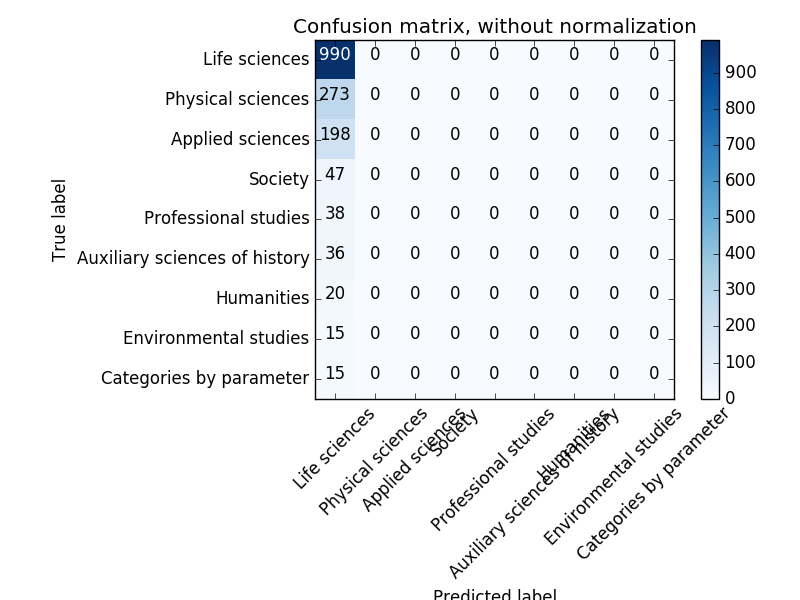 Confusion matrix, without normalization
Life sciences 990 0 0 0 0 0 0 0 0
Physical sciences 273 0 0 0 0 0 0 0 0
Applied sciences 198 0 0 0 0 0 0 0 0
Society 47 0 0 0 0 0 0 0 0
Professional studies 38 0 0 0 0 0 0 0 0
Auxiliary sciences of history 36 0 0 0 0 0 0 0 0
Humanities 20 0 0 0 0 0 0 0 0
Environmental studies 15 0 0 0 0 0 0 0 0
Categories by parameter 15 0 0 0 0 0 0 0 0
True label
Life sciences
Physical sciences
Applied sciences
Society
Professional studies
Auxiliary sciences of history
Humanities
Environmental studies
Categories by parameter
Predicted label
900
800
700
600
500
400
300
200
100
0